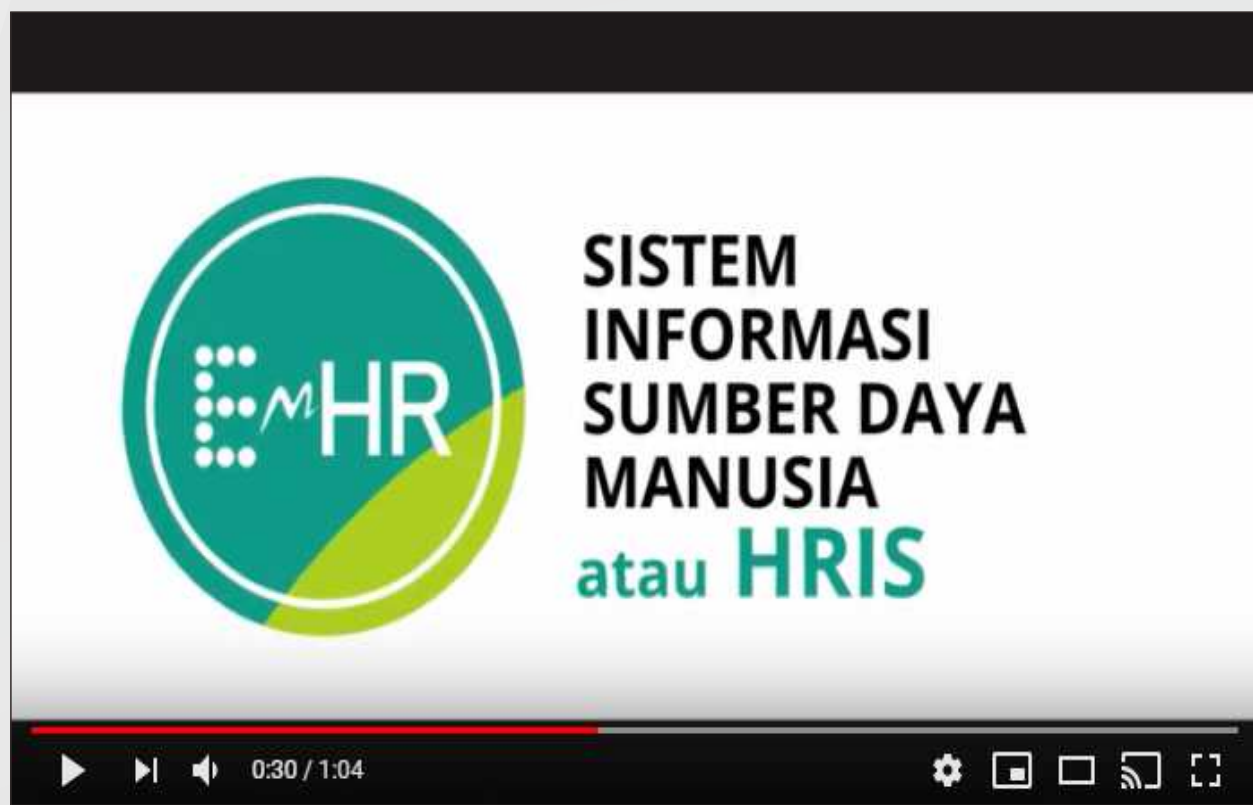 EmHR
SISTEM
INFORMASI
SUMBER DAYA
MANUSIA
atau HRIS
0:30 / 1:04